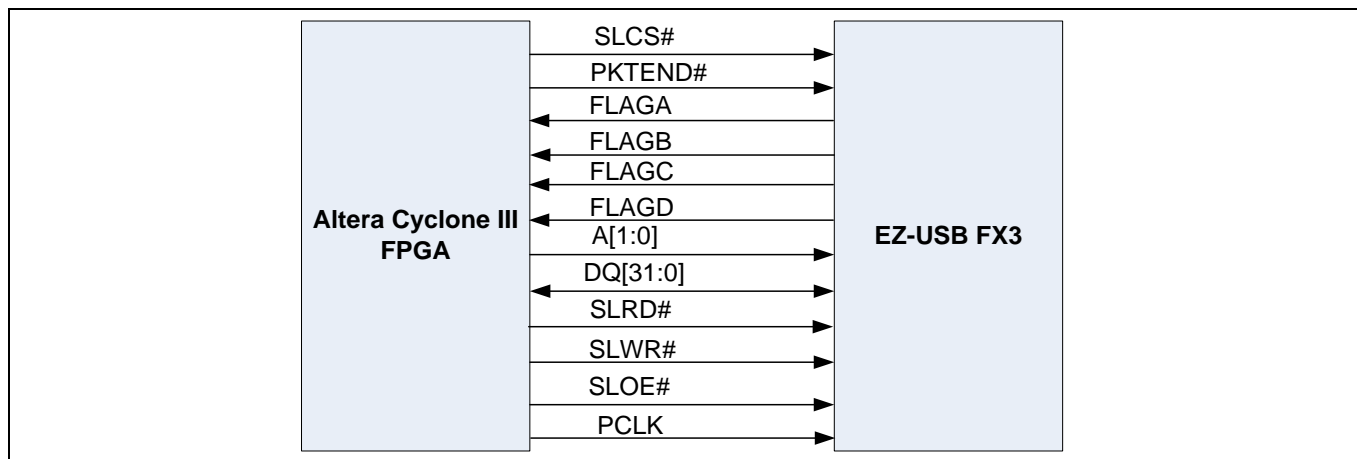 SLCS#
PKTEND#
FLAGA
FLAGB
FLAGC
FLAGD
A[1:0]
DQ[31:0]
SLRD#
SLWR#
SLOE#
PCLK
Altera Cyclone III
FPGA
EZ-USB FX3